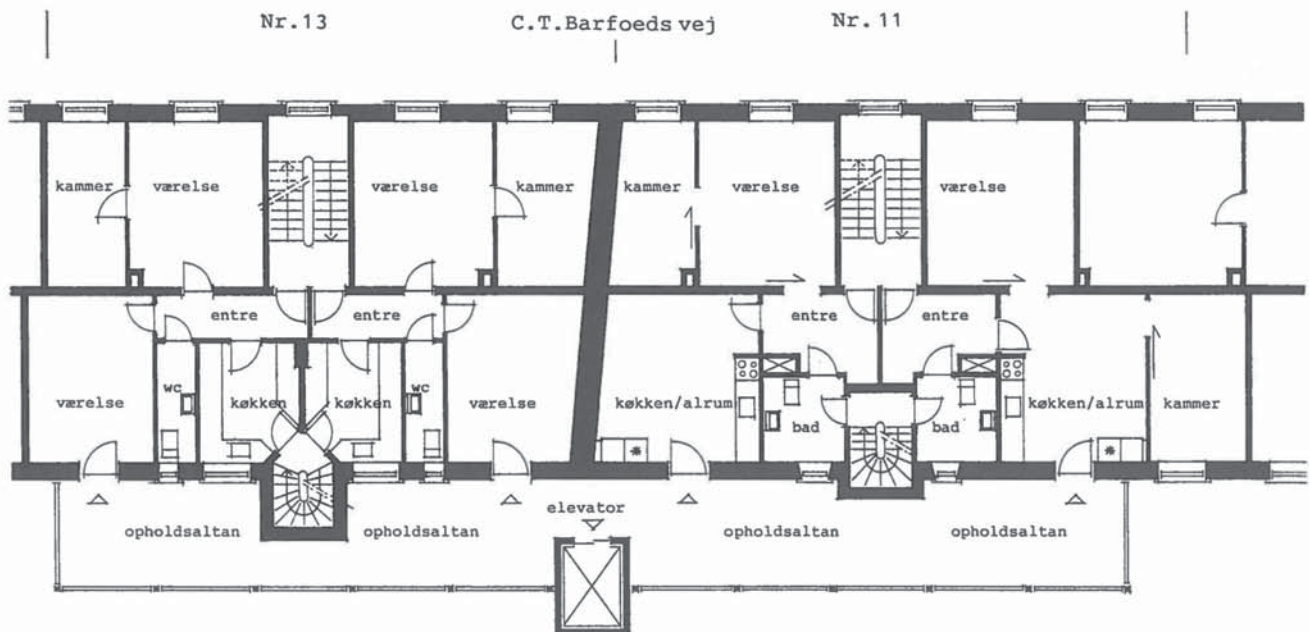 Nr.13 C.T.Barfoeds vej Nr.11
kammer værelse værelse kammer kammer værelse værelse
entre entre entre entre
wc køkken køkken wc
værelse værelse køkken/alrum bad bad køkken/alrum kammer
elevator
opholdsaltan opholdsaltan opholdsaltan opholdsaltan